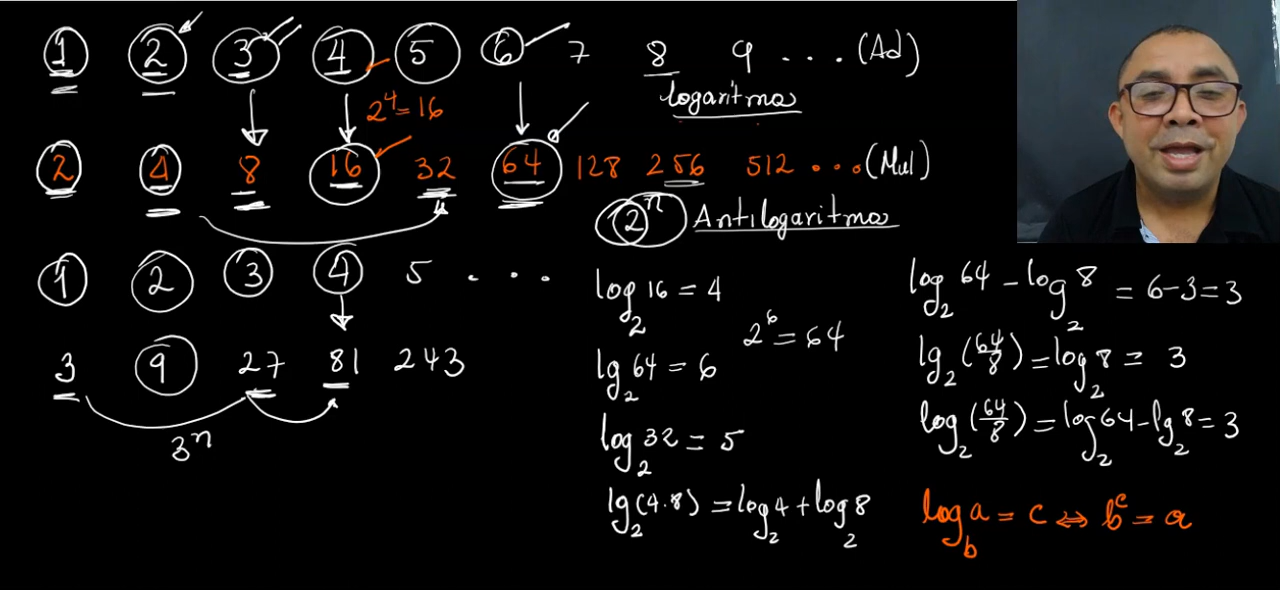 1 2 3 4 5 6 7 8 9 .... (Ad)
logaritma
2⁴=16
2 4 8 16 32 64 128 256 512 ... (Mul)
2ⁿ Antilogaritma
1 2 3 4 5 . . .
3 9 27 81 243
3ⁿ
log₂ 16 = 4
2⁶ = 64
lg₂ 64 = 6
log₂ 32 = 5
lg₂(4.8) = log₂ 4 + log₂ 8
log₂ 64 - log₂ 8 = 6-3=3
lg₂(64/8) = log₂ 8 = 3
log₂(64/8) = log₂ 64 - lg₂ 8 = 3
log_b a = c ⇔ b^c = a